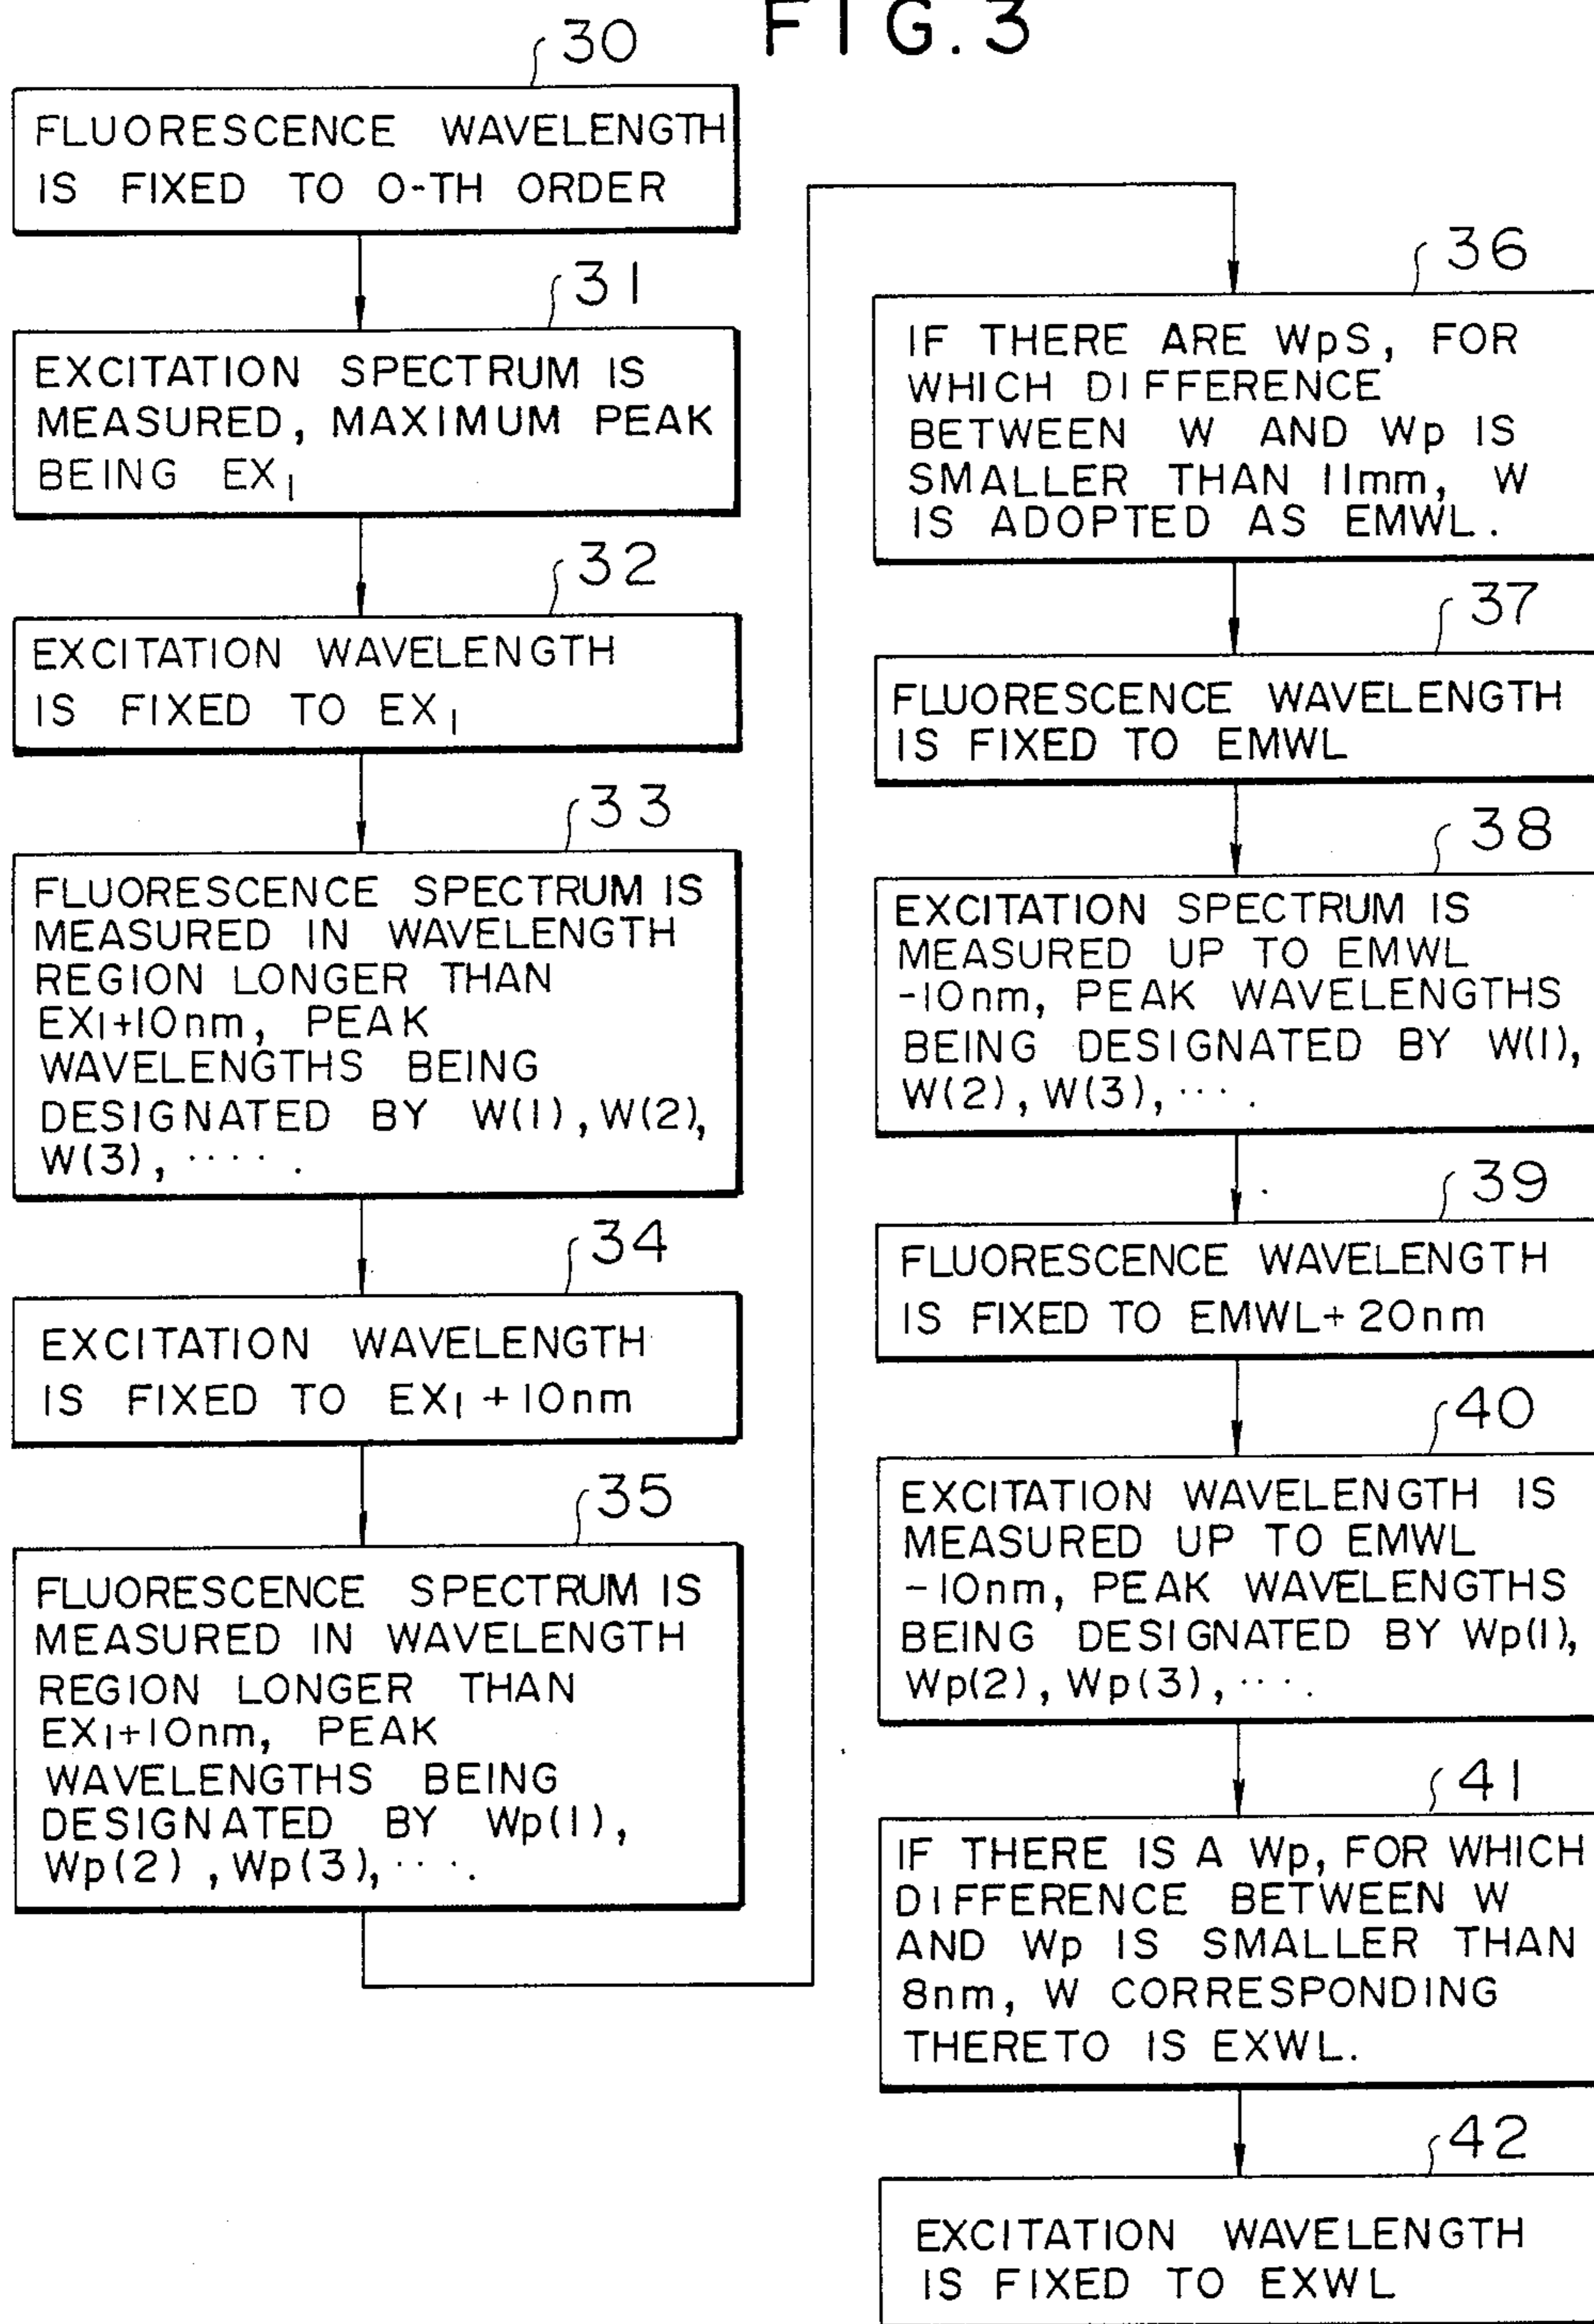 FIG.3
30
FLUORESCENCE WAVELENGTH
IS FIXED TO O-TH ORDER
31
EXCITATION SPECTRUM IS
MEASURED, MAXIMUM PEAK
BEING EX1
32
EXCITATION WAVELENGTH
IS FIXED TO EX1
33
FLUORESCENCE SPECTRUM IS
MEASURED IN WAVELENGTH
REGION LONGER THAN
EX1+10nm, PEAK
WAVELENGTHS BEING
DESIGNATED BY W(1), W(2),
W(3), ···· .
34
EXCITATION WAVELENGTH
IS FIXED TO EX1 + 10nm
35
FLUORESCENCE SPECTRUM IS
MEASURED IN WAVELENGTH
REGION LONGER THAN
EX1+10nm, PEAK
WAVELENGTHS BEING
DESIGNATED BY Wp(1),
Wp(2), Wp(3), ··· .
36
IF THERE ARE WpS, FOR
WHICH DIFFERENCE
BETWEEN W AND Wp IS
SMALLER THAN 11mm, W
IS ADOPTED AS EMWL.
37
FLUORESCENCE WAVELENGTH
IS FIXED TO EMWL
38
EXCITATION SPECTRUM IS
MEASURED UP TO EMWL
-10nm, PEAK WAVELENGTHS
BEING DESIGNATED BY W(1),
W(2), W(3), ··· .
39
FLUORESCENCE WAVELENGTH
IS FIXED TO EMWL+ 20nm
40
EXCITATION WAVELENGTH IS
MEASURED UP TO EMWL
-10nm, PEAK WAVELENGTHS
BEING DESIGNATED BY Wp(1),
Wp(2), Wp(3), ··· .
41
IF THERE IS A Wp, FOR WHICH
DIFFERENCE BETWEEN W
AND Wp IS SMALLER THAN
8nm, W CORRESPONDING
THERETO IS EXWL.
42
EXCITATION WAVELENGTH
IS FIXED TO EXWL